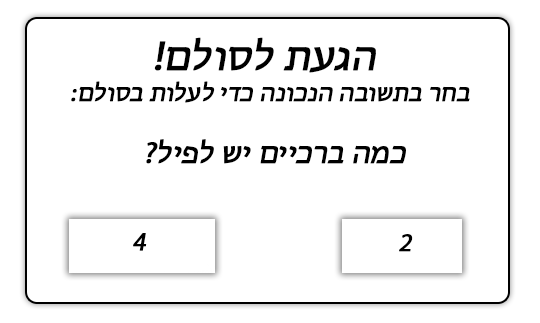 הגעת לסולם!
בחר בתשובה הנכונה כדי לעלות בסולם:
כמה ברכיים יש לפיל?
2
4